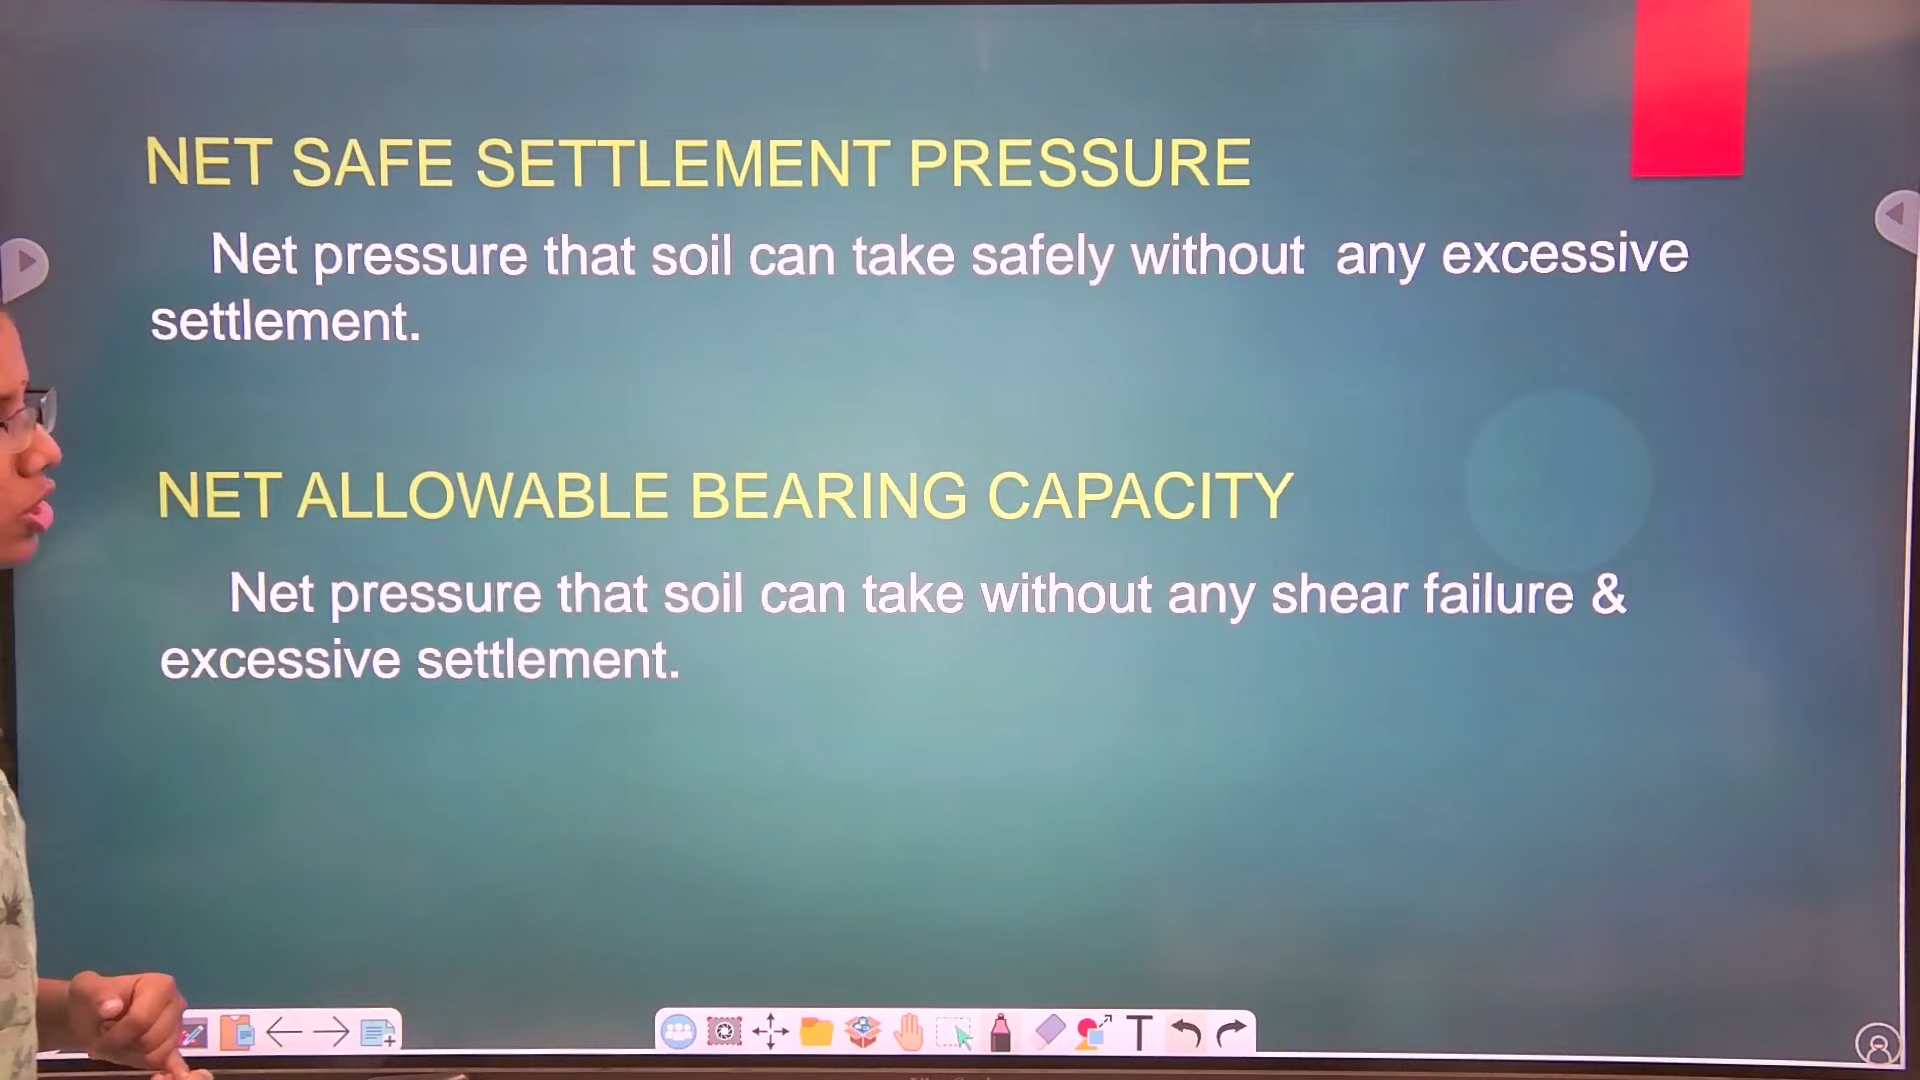 NET SAFE SETTLEMENT PRESSURE
Net pressure that soil can take safely without any excessive
settlement.
NET ALLOWABLE BEARING CAPACITY
Net pressure that soil can take without any shear failure &
excessive settlement.
T